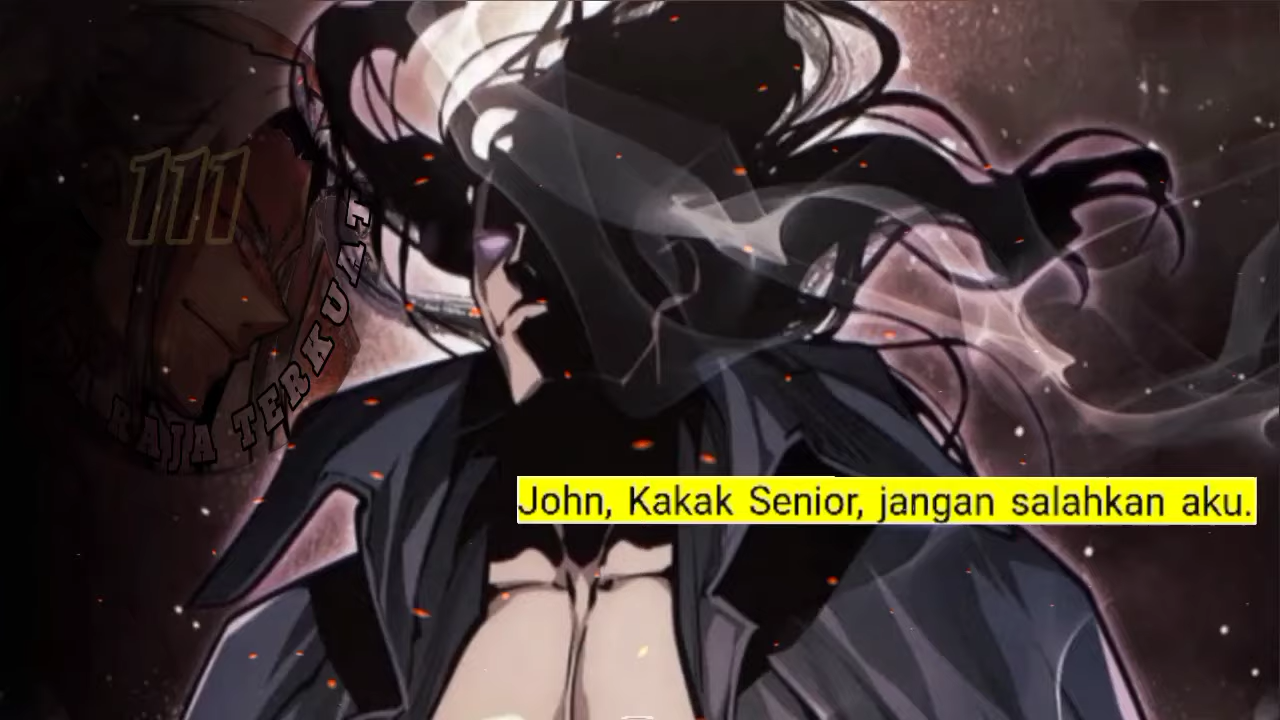 111
RAJA TERKUAT
John, Kakak Senior, jangan salahkan aku.